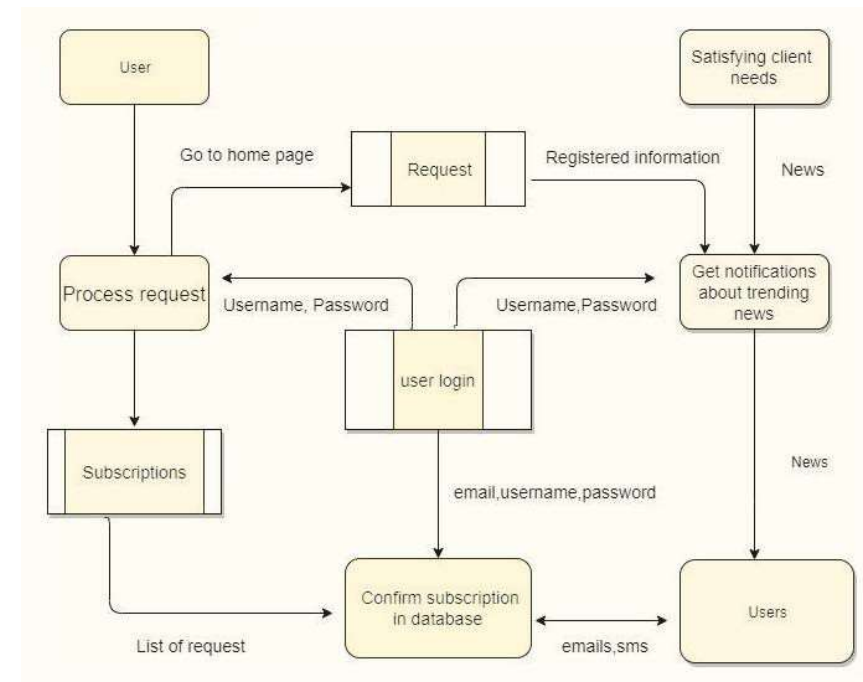 User
Satisfying client
needs
Go to home page
Request
Registered information
News
Process request
Get notifications
about trending
news
Username, Password
Username,Password
user login
Subscriptions
News
email,username,password
Confirm subscription
in database
Users
List of request
emails,sms